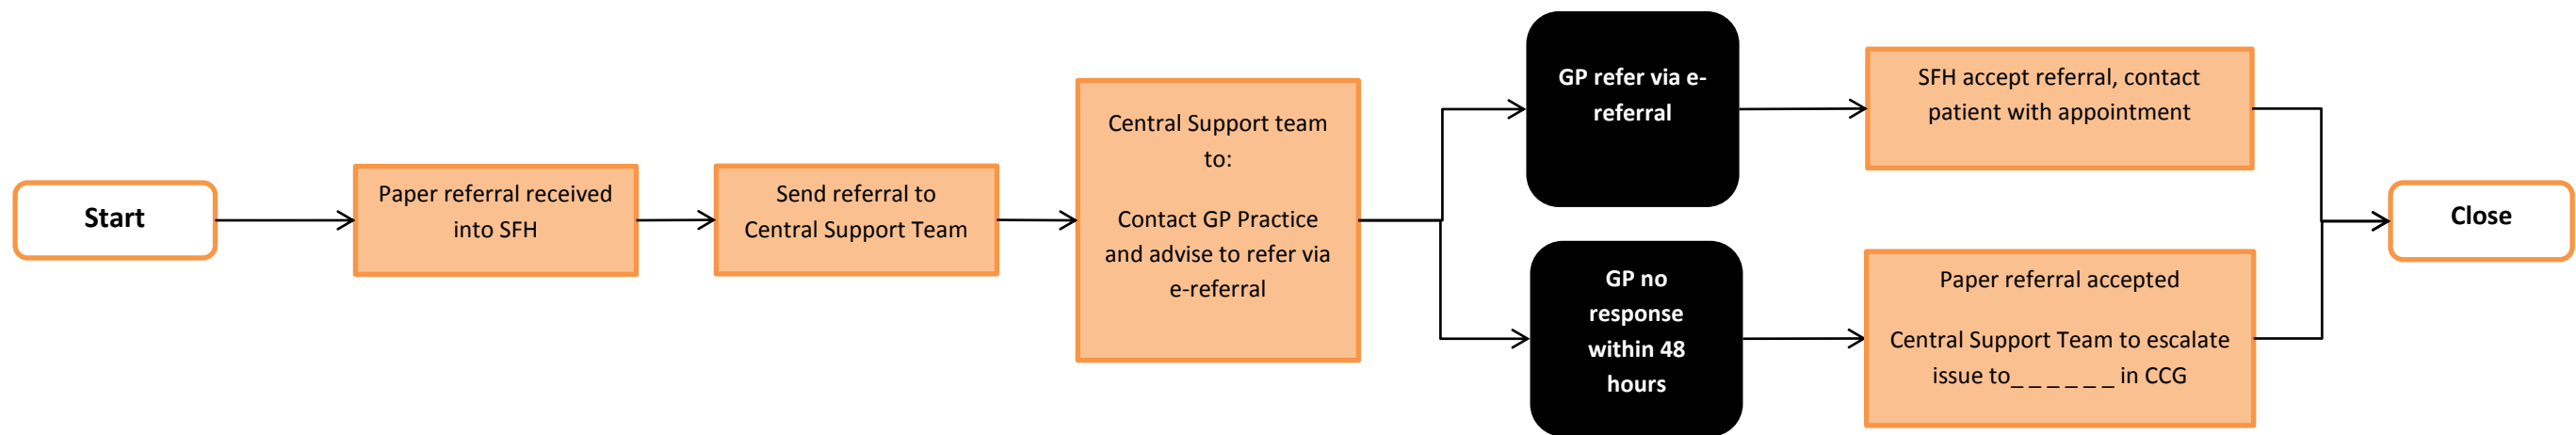 Start
Paper referral received
into SFH
Send referral to
Central Support Team
Central Support team
to:
Contact GP Practice
and advise to refer via
e-referral
GP refer via e-
referral
SFH accept referral, contact
patient with appointment
GP no
response
within 48
hours
Paper referral accepted
Central Support Team to escalate
issue to_ _ _ _ _ _ in CCG
Close